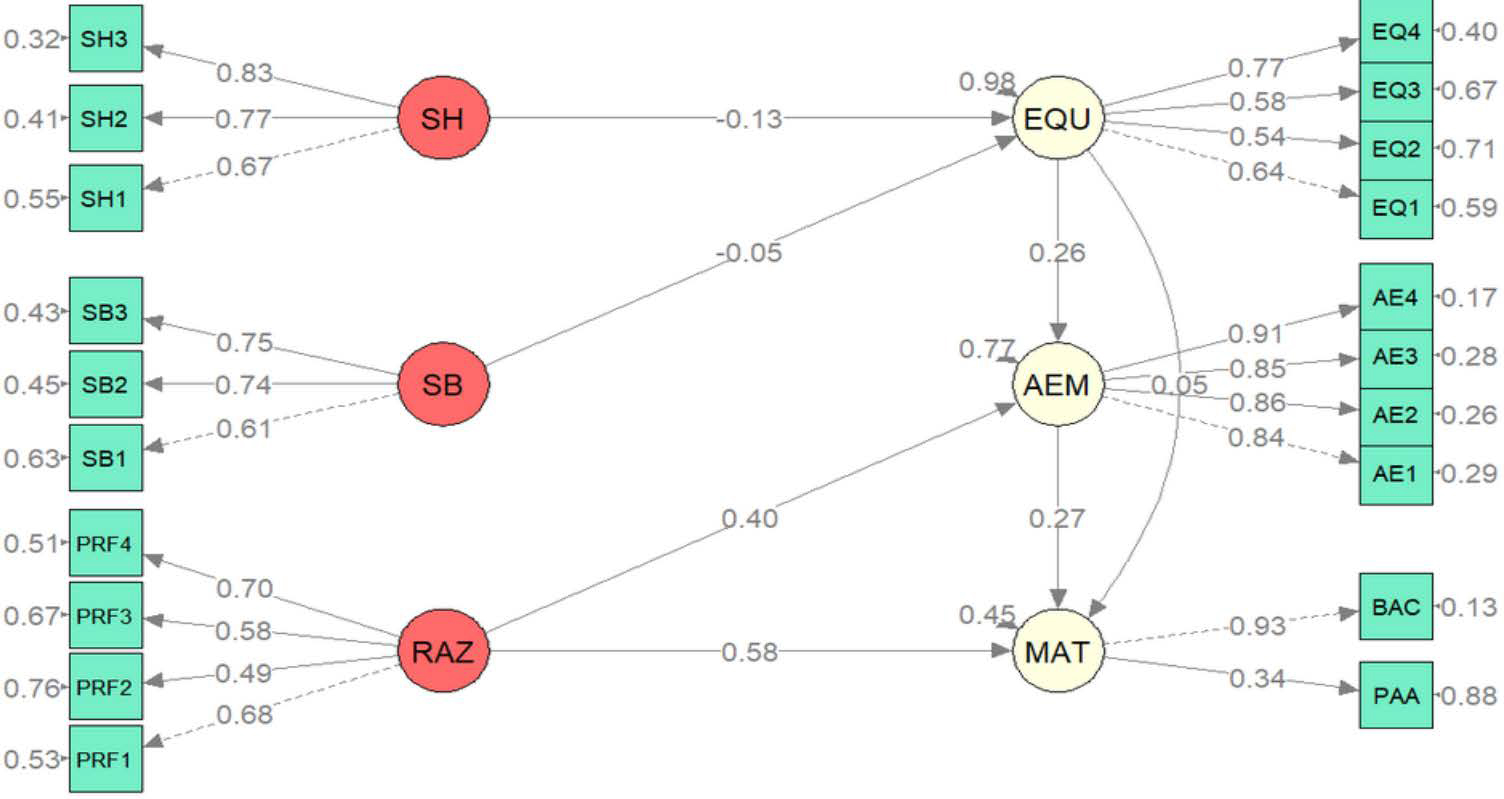 0.32 SH3
0.83
0.41 SH2
0.77
0.55 SH1
0.67
SH
0.43 SB3
0.75
0.45 SB2
0.74
0.63 SB1
0.61
SB
0.51 PRF4
0.70
0.67 PRF3
0.58
0.76 PRF2
0.49
0.53 PRF1
0.68
RAZ
-0.13
-0.05
0.40
0.58
0.98
EQU
0.26
0.77
AEM
0.05
0.27
0.45
MAT
0.77
EQ4 0.40
0.58
EQ3 0.67
0.54
EQ2 0.71
0.64
EQ1 0.59
0.91
AE4 0.17
0.85
AE3 0.28
0.86
AE2 0.26
0.84
AE1 0.29
0.93
BAC 0.13
0.34
PAA 0.88